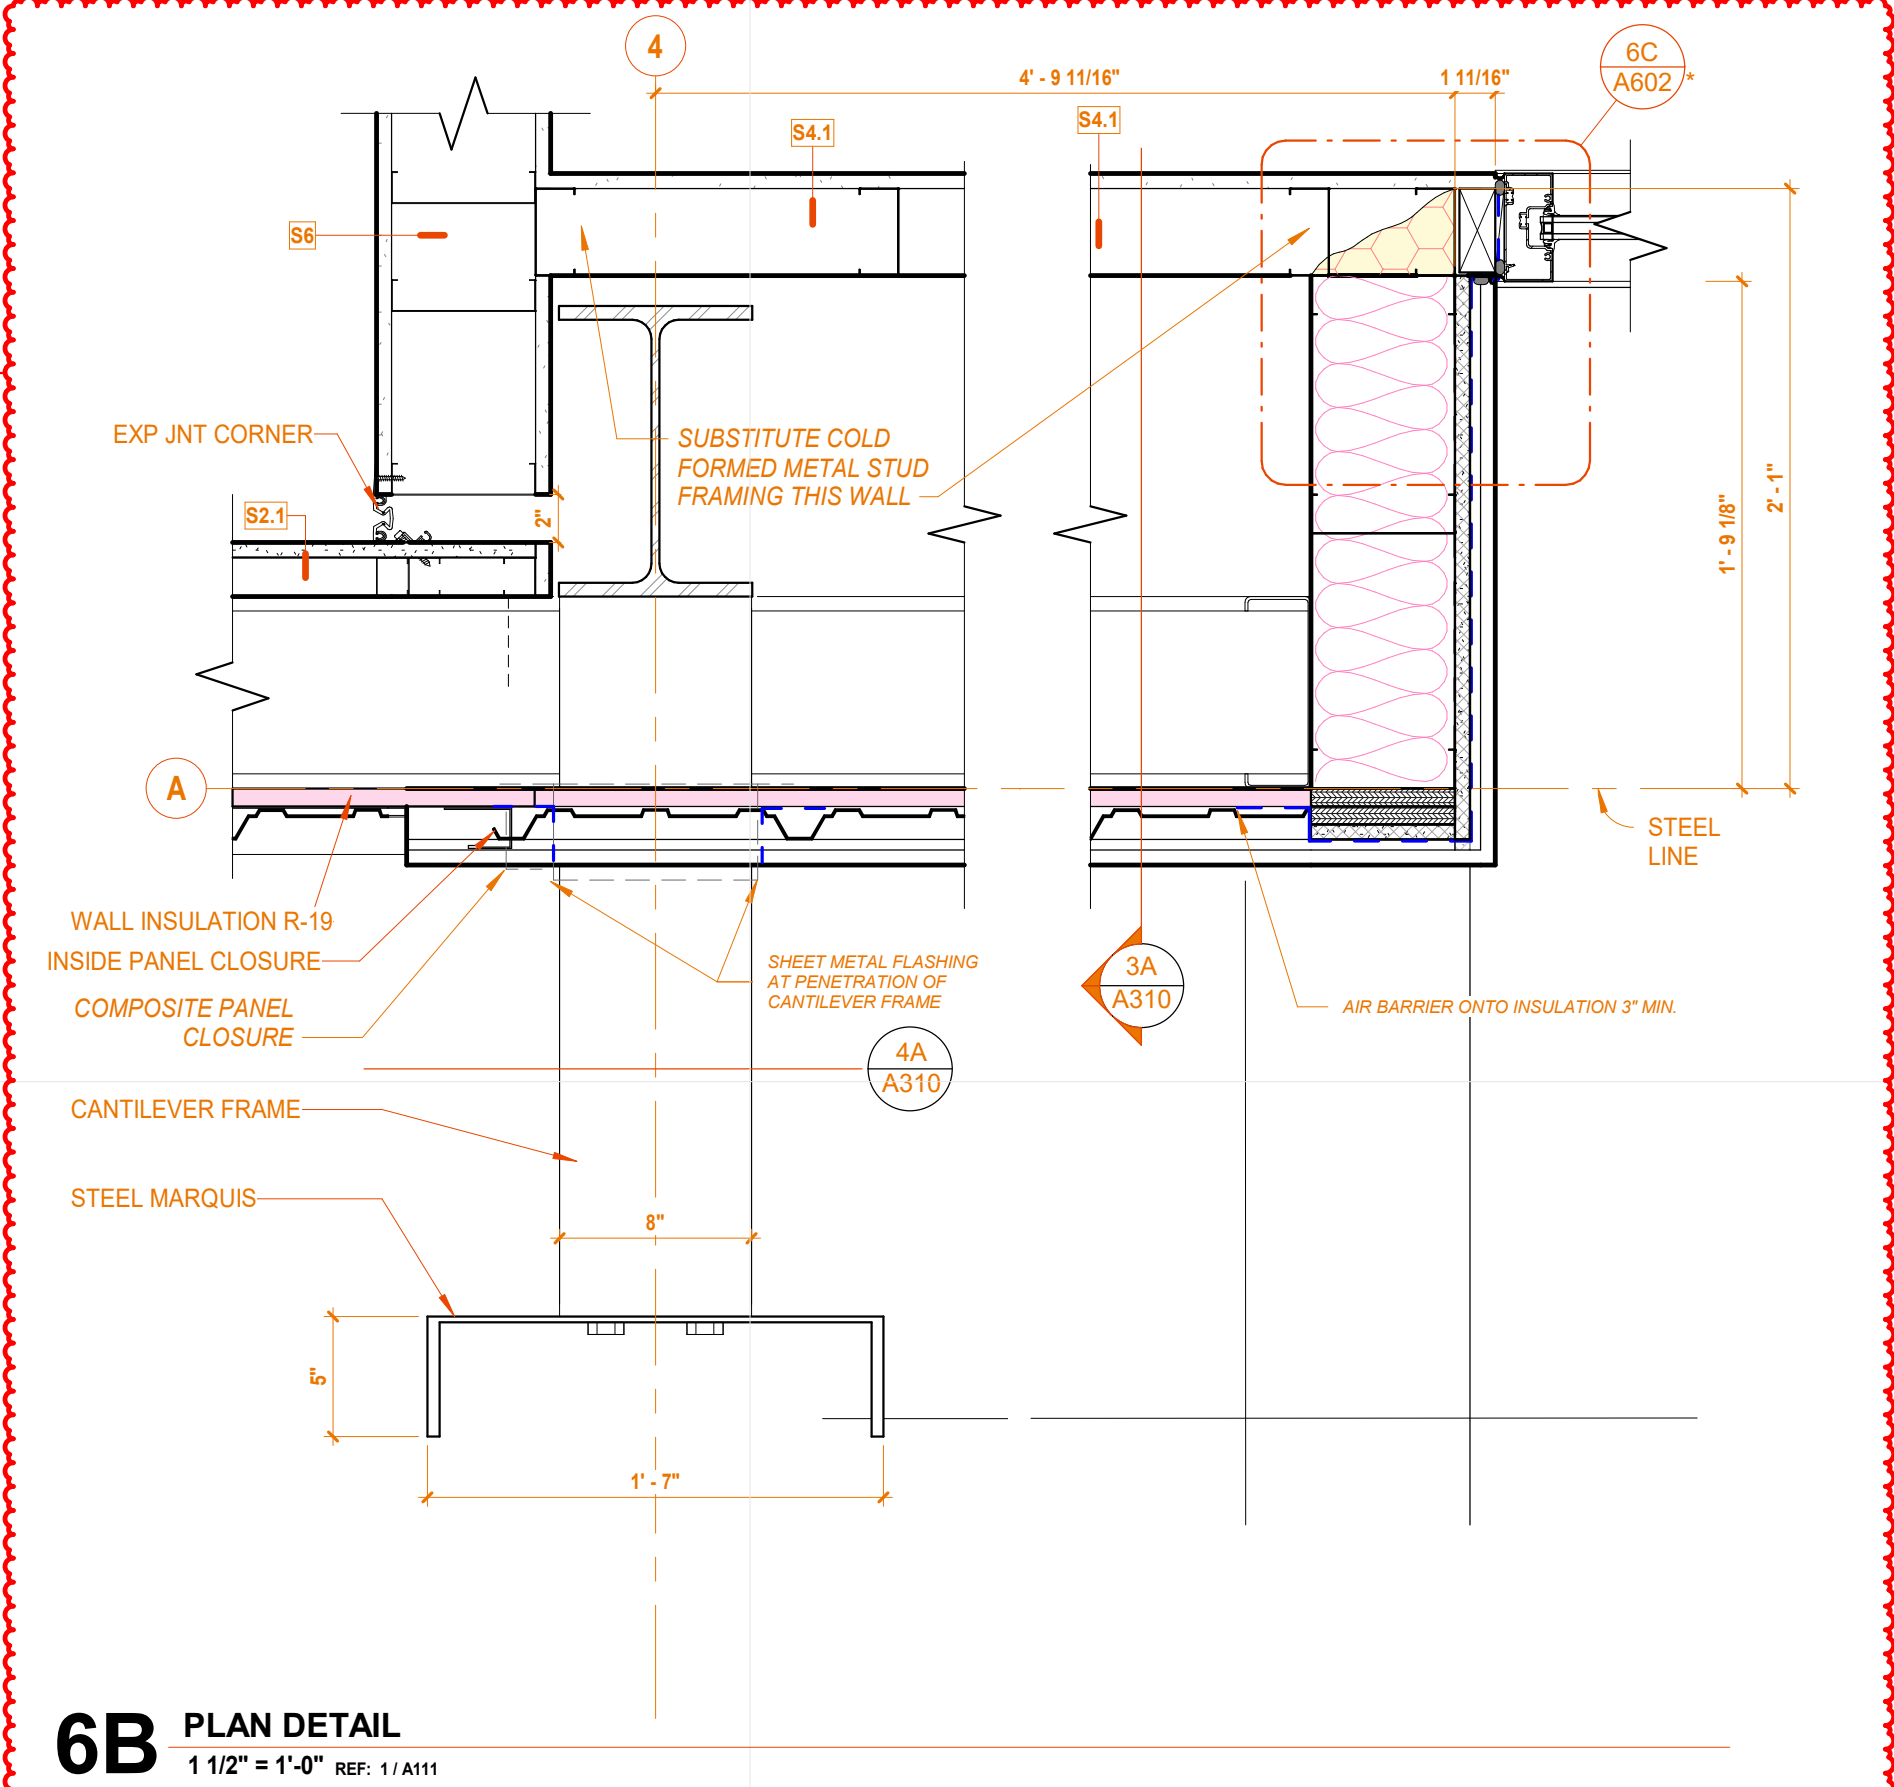 4
4' - 9 11/16"
1 11/16"
6C
A602 *
S4.1
S4.1
S6
EXP JNT CORNER
SUBSTITUTE COLD
FORMED METAL STUD
FRAMING THIS WALL
S2.1
2"
1' - 9 1/8"
2' - 1"
A
STEEL
LINE
WALL INSULATION R-19
INSIDE PANEL CLOSURE
COMPOSITE PANEL
CLOSURE
SHEET METAL FLASHING
AT PENETRATION OF
CANTILEVER FRAME
3A
A310
AIR BARRIER ONTO INSULATION 3" MIN.
4A
A310
CANTILEVER FRAME
STEEL MARQUIS
8"
5"
1' - 7"
6B PLAN DETAIL
1 1/2" = 1'-0" REF: 1 / A111